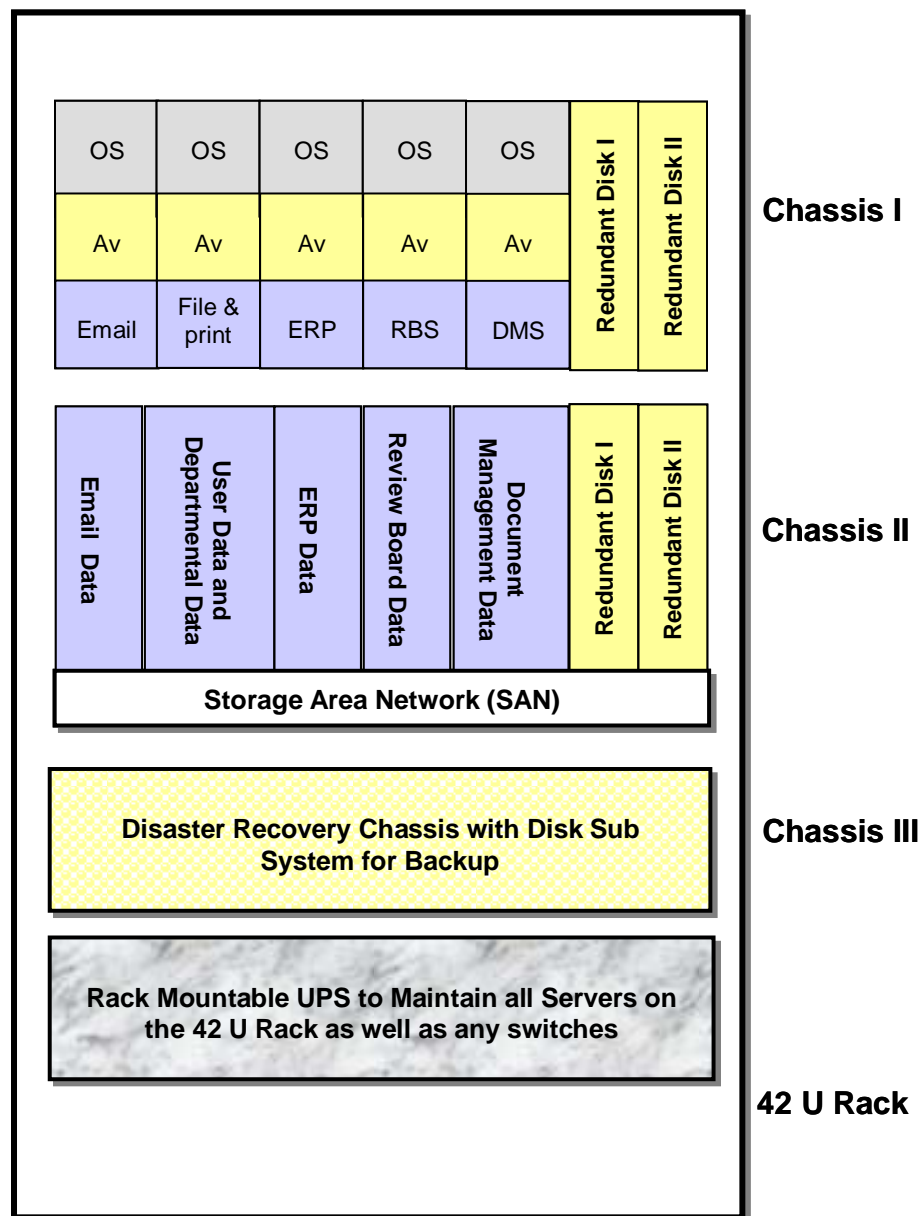 OS OS OS OS OS
Av Av Av Av Av
Email
File &
print
ERP
RBS
DMS
Redundant Disk I
Redundant Disk II
Chassis I
Email Data
User Data and
Departmental Data
ERP Data
Review Board Data
Document
Management Data
Redundant Disk I
Redundant Disk II
Chassis II
Storage Area Network (SAN)
Disaster Recovery Chassis with Disk Sub
System for Backup
Chassis III
Rack Mountable UPS to Maintain all Servers on
the 42 U Rack as well as any switches
42 U Rack